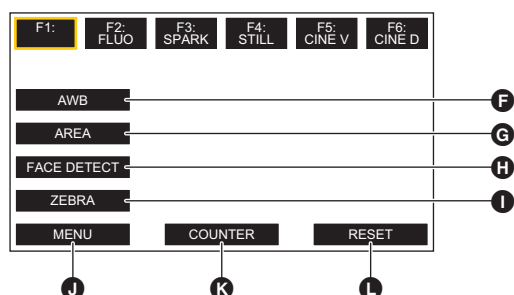 F1: F2: F3: F4: F5: F6:
FLUO SPARK STILL CINE V CINE D
AWB F
AREA G
FACE DETECT H
ZEBRA I
MENU COUNTER RESET
J K L